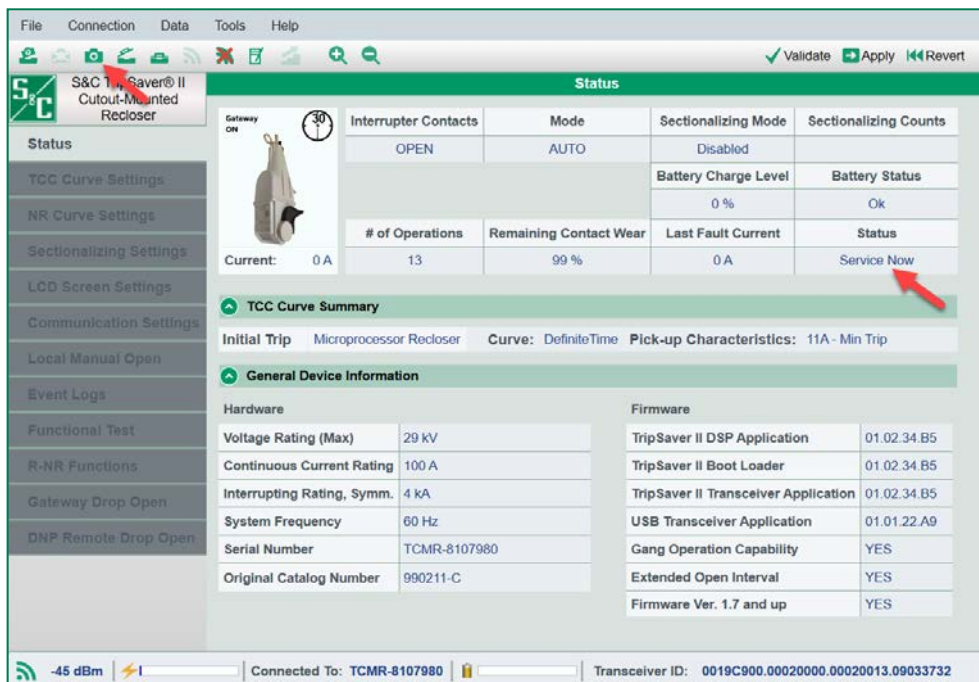 File Connection Data Tools Help
Validate Apply Revert
S&C TripSaver® II
Cutout-Mounted
Recloser
Status
TCC Curve Settings
NR Curve Settings
Sectionalizing Settings
LCD Screen Settings
Communication Settings
Local Manual Open
Event Logs
Functional Test
R-NR Functions
Gateway Drop Open
DNP Remote Drop Open
Status
Gateway
ON
30
Current: 0 A
Interrupter Contacts Mode Sectionalizing Mode Sectionalizing Counts
OPEN AUTO Disabled
Battery Charge Level Battery Status
0 % Ok
# of Operations Remaining Contact Wear Last Fault Current Status
13 99 % 0 A Service Now
TCC Curve Summary
Initial Trip Microprocessor Recloser Curve: DefiniteTime Pick-up Characteristics: 11A - Min Trip
General Device Information
Hardware
Voltage Rating (Max) 29 kV
Continuous Current Rating 100 A
Interrupting Rating, Symm. 4 kA
System Frequency 60 Hz
Serial Number TCMR-8107980
Original Catalog Number 990211-C
Firmware
TripSaver II DSP Application 01.02.34.B5
TripSaver II Boot Loader 01.02.34.B5
TripSaver II Transceiver Application 01.02.34.B5
USB Transceiver Application 01.01.22.A9
Gang Operation Capability YES
Extended Open Interval YES
Firmware Ver. 1.7 and up YES
-45 dBm Connected To: TCMR-8107980 Transceiver ID: 0019C900.00020000.00020013.09033732